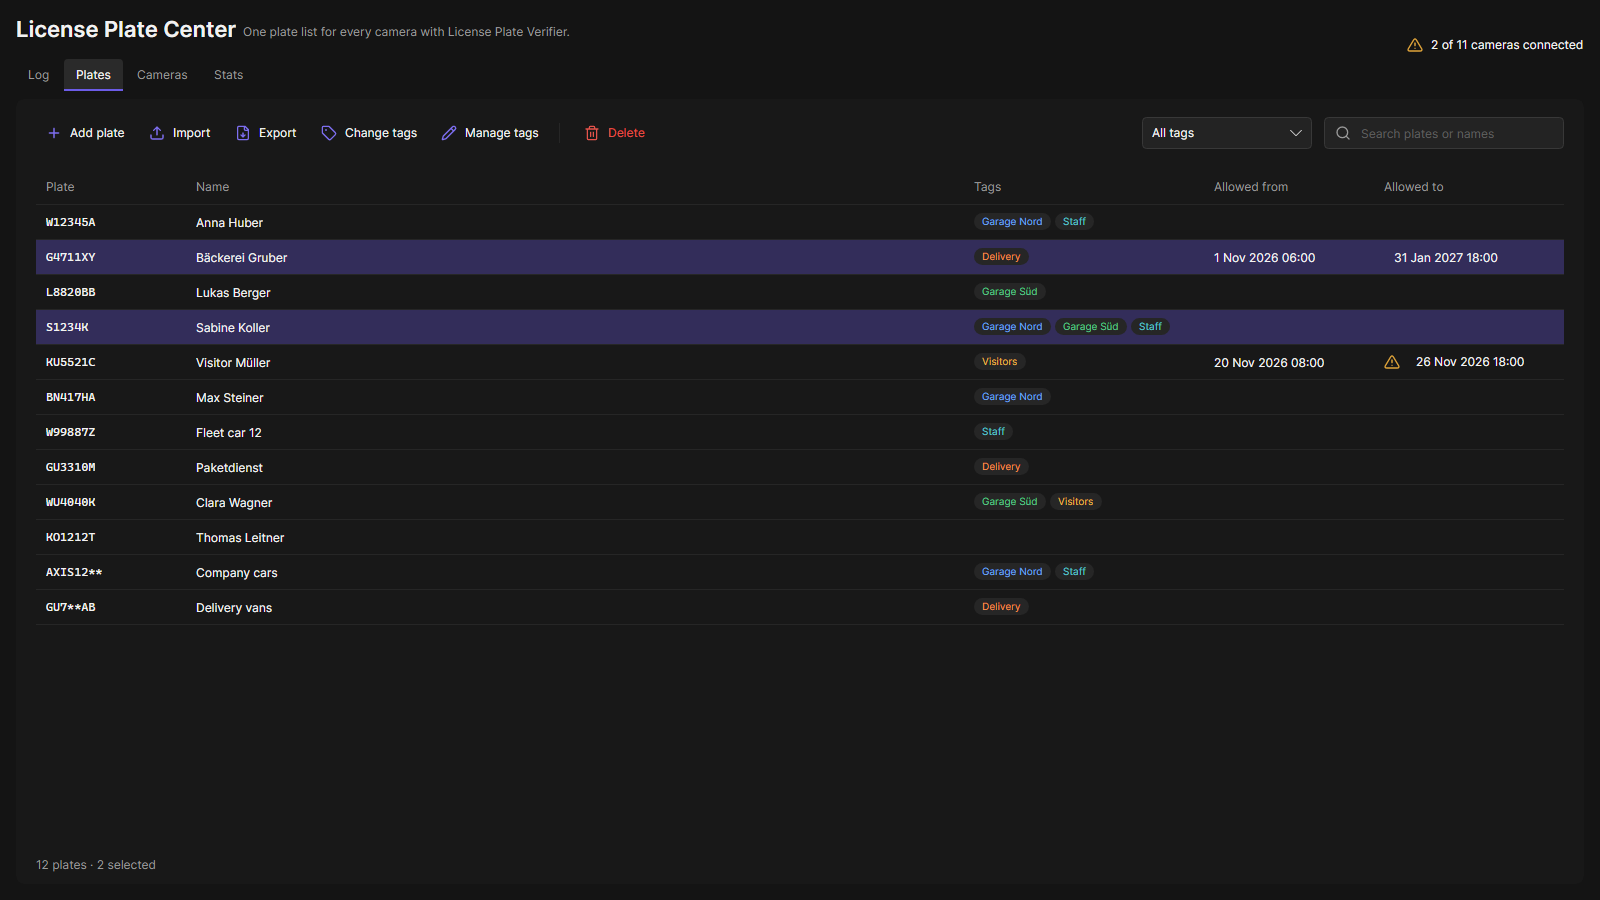 License Plate Center One plate list for every camera with License Plate Verifier.
2 of 11 cameras connected
Log Plates Cameras Stats
Add plate Import Export Change tags Manage tags Delete All tags Search plates or names
Plate Name Tags Allowed from Allowed to
W12345A Anna Huber Garage Nord Staff
G4711XY Bäckerei Gruber Delivery 1 Nov 2026 06:00 31 Jan 2027 18:00
L8820BB Lukas Berger Garage Süd
S1234K Sabine Koller Garage Nord Garage Süd Staff
KU5521C Visitor Müller Visitors 20 Nov 2026 08:00 26 Nov 2026 18:00
BN417HA Max Steiner Garage Nord
W99887Z Fleet car 12 Staff
GU3310M Paketdienst Delivery
WU4040K Clara Wagner Garage Süd Visitors
KO1212T Thomas Leitner
AXIS12** Company cars Garage Nord Staff
GU7**AB Delivery vans Delivery
12 plates · 2 selected